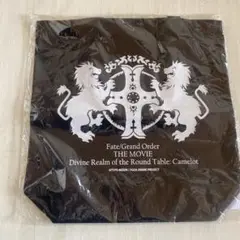 Fate/Grand Order
THE MOVIE
Divine Realm of the Round Table: Camelot